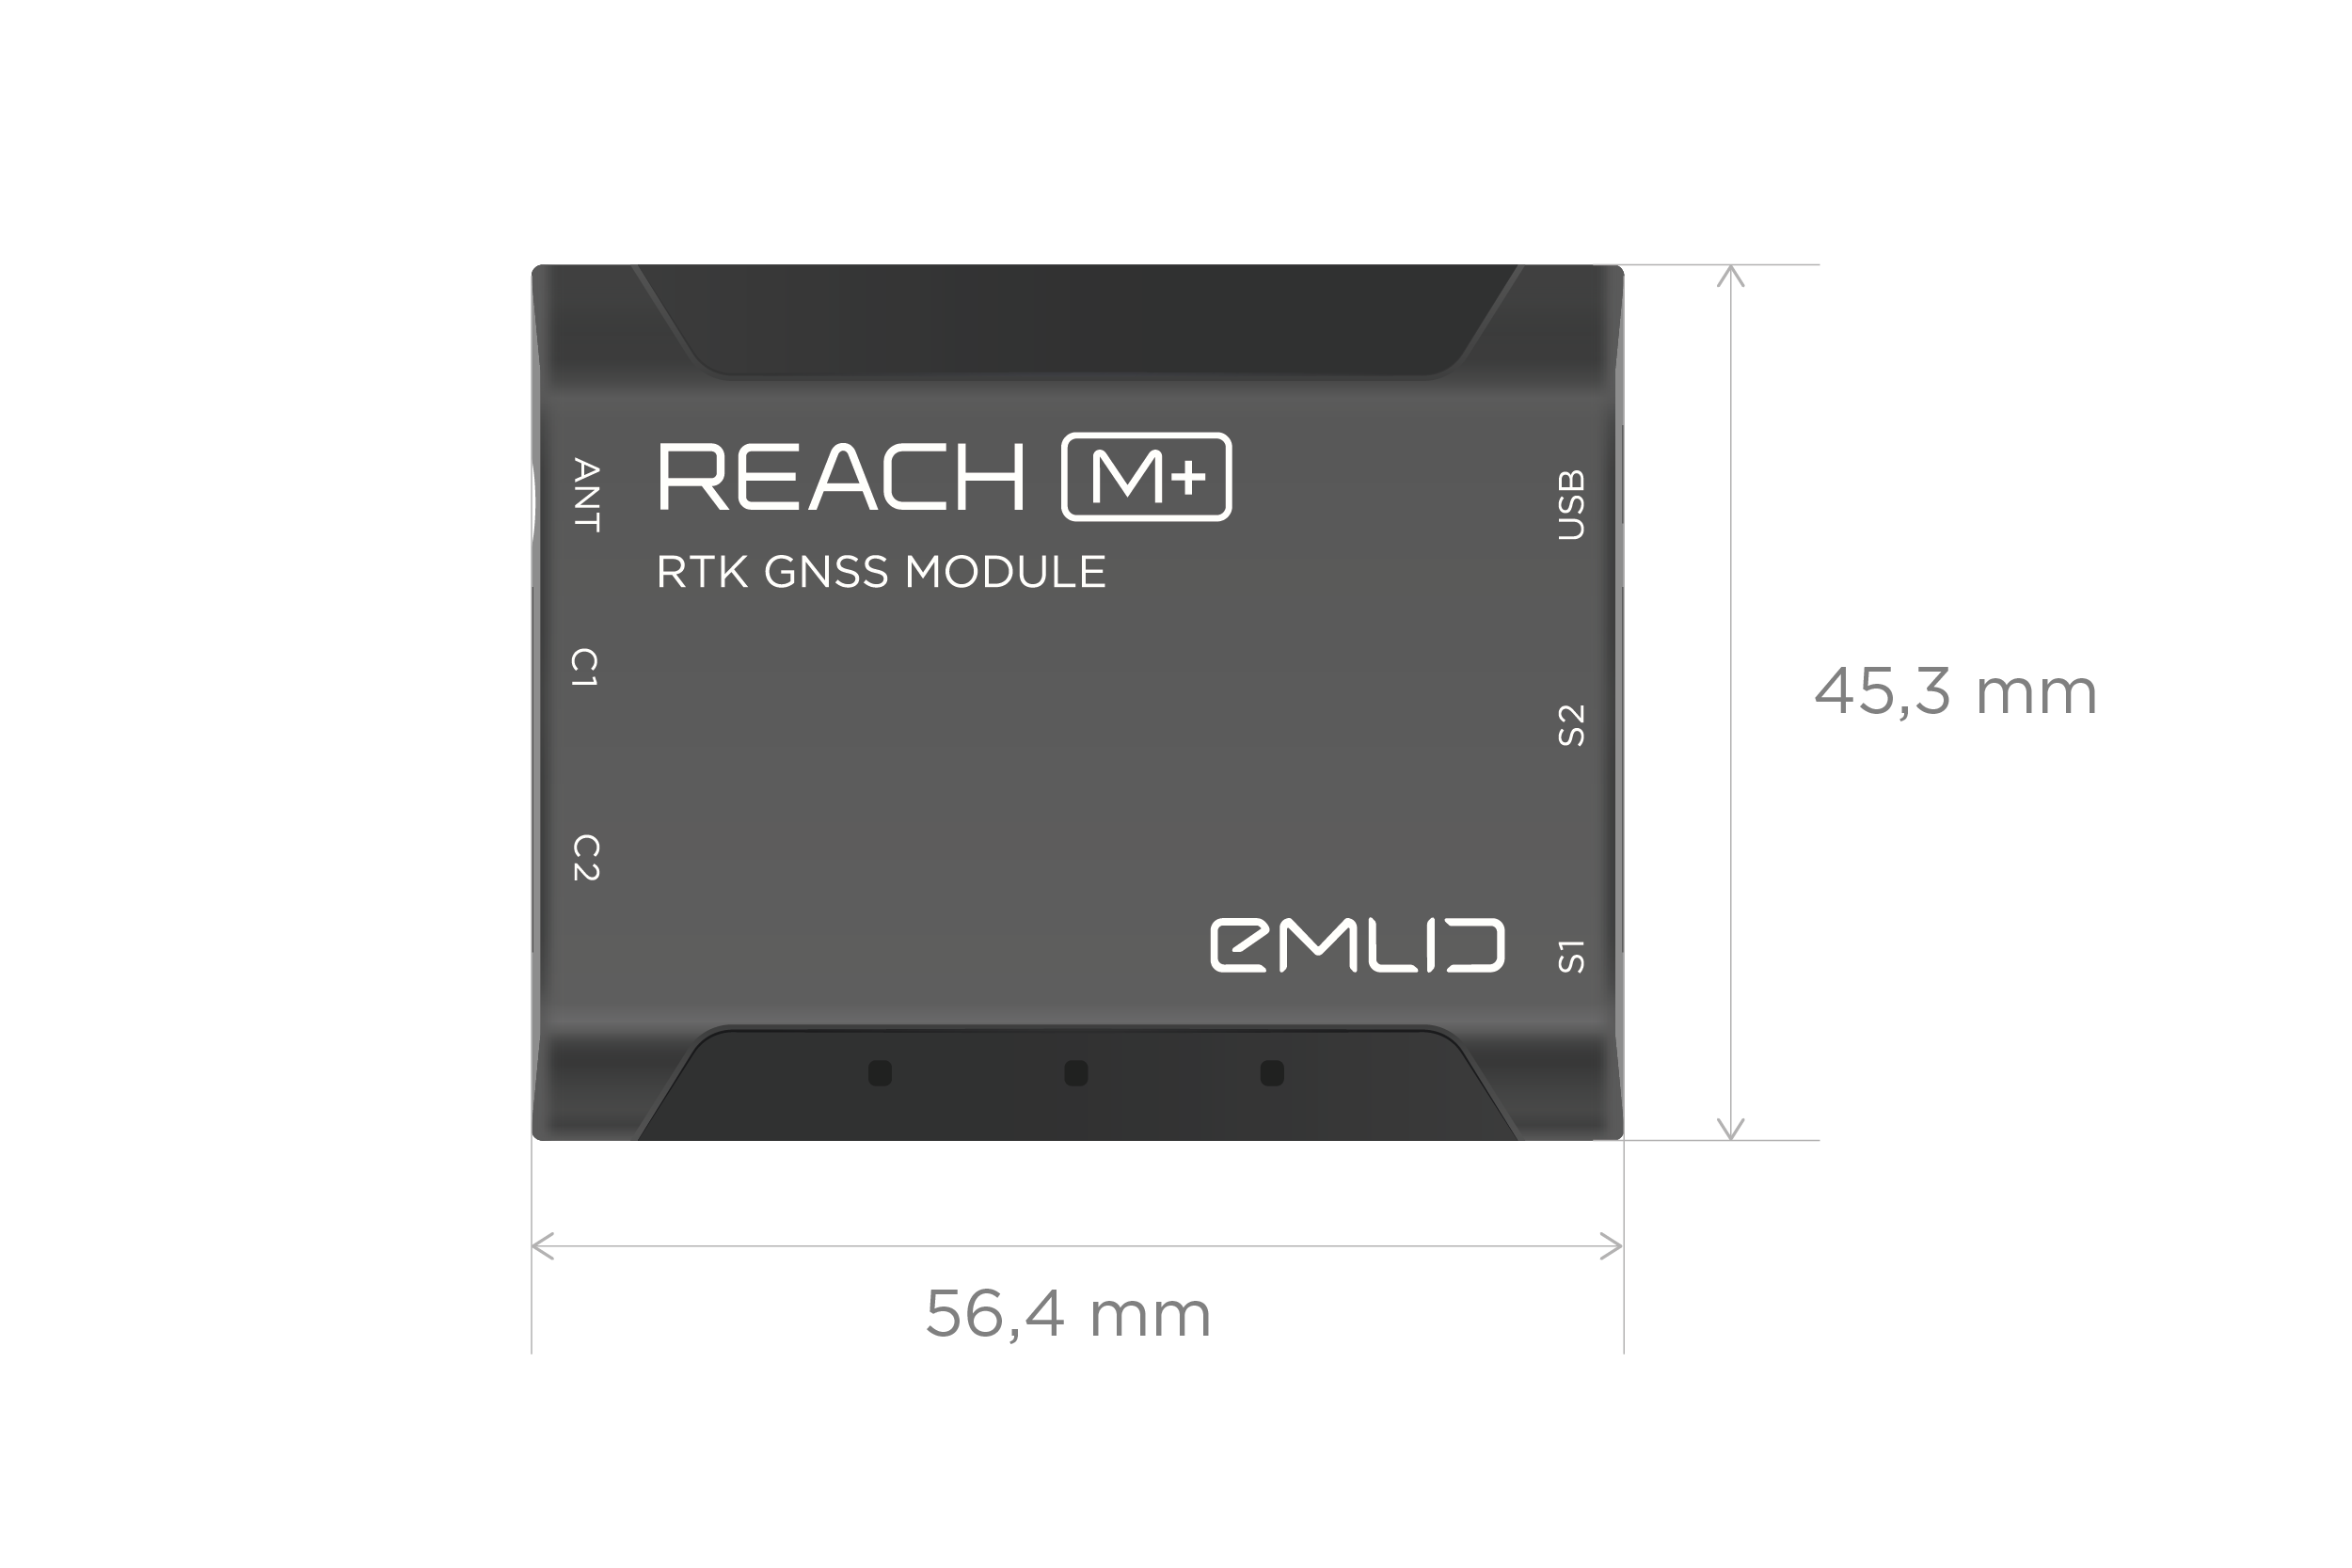 REACH M+
RTK GNSS MODULE
ANT
C1
C2
USB
S2
S1
EMLID
45,3 mm
56,4 mm